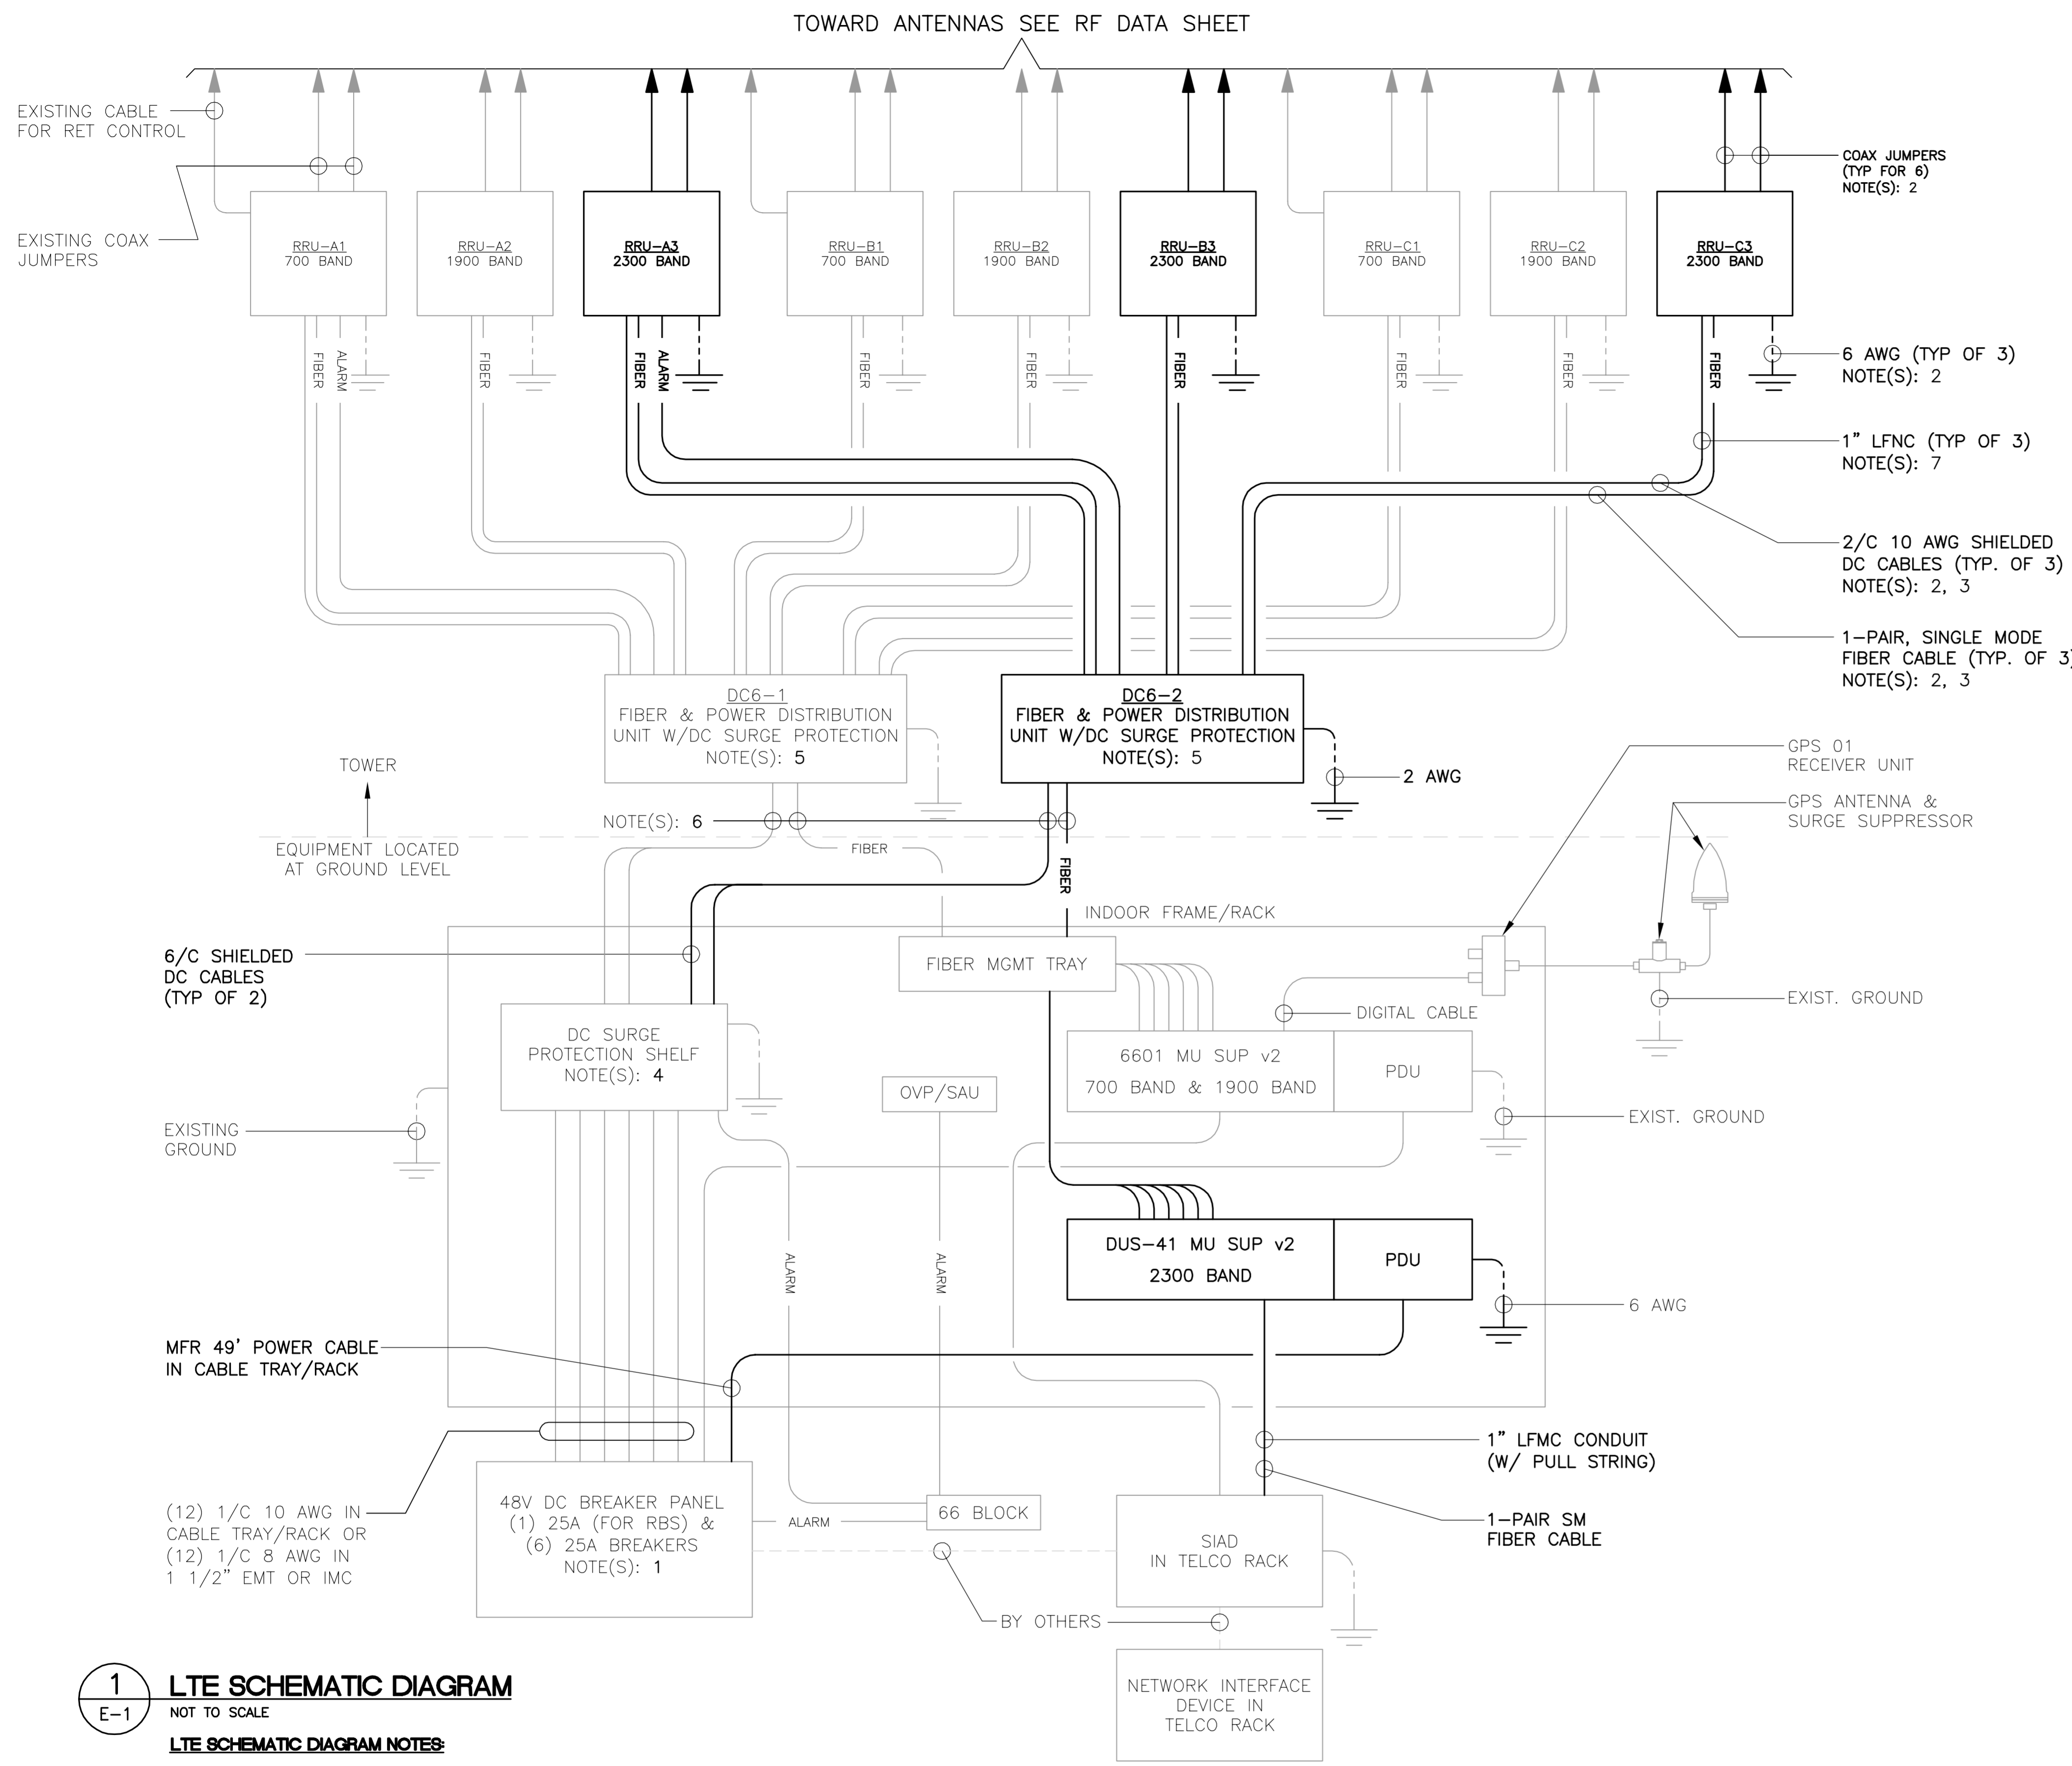 TOWARD ANTENNAS SEE RF DATA SHEET
EXISTING CABLE
FOR RET CONTROL
COAX JUMPERS
(TYP FOR 6)
NOTE(S): 2
EXISTING COAX
JUMPERS
RRU-A1
700 BAND
RRU-A2
1900 BAND
RRU-A3
2300 BAND
RRU-B1
700 BAND
RRU-B2
1900 BAND
RRU-B3
2300 BAND
RRU-C1
700 BAND
RRU-C2
1900 BAND
RRU-C3
2300 BAND
FIBER
ALARM
FIBER
FIBER
ALARM
FIBER
FIBER
FIBER
FIBER
FIBER
FIBER
6 AWG (TYP OF 3)
NOTE(S): 2
1" LFNC (TYP OF 3)
NOTE(S): 7
2/C 10 AWG SHIELDED
DC CABLES (TYP. OF 3)
NOTE(S): 2, 3
1-PAIR, SINGLE MODE
FIBER CABLE (TYP. OF 3)
NOTE(S): 2, 3
DC6-1
FIBER & POWER DISTRIBUTION
UNIT W/DC SURGE PROTECTION
NOTE(S): 5
DC6-2
FIBER & POWER DISTRIBUTION
UNIT W/DC SURGE PROTECTION
NOTE(S): 5
2 AWG
GPS 01
RECEIVER UNIT
GPS ANTENNA &
SURGE SUPPRESSOR
TOWER
NOTE(S): 6
EQUIPMENT LOCATED
AT GROUND LEVEL
FIBER
FIBER
INDOOR FRAME/RACK
6/C SHIELDED
DC CABLES
(TYP OF 2)
FIBER MGMT TRAY
EXIST. GROUND
DIGITAL CABLE
DC SURGE
PROTECTION SHELF
NOTE(S): 4
6601 MU SUP v2
700 BAND & 1900 BAND
PDU
OVP/SAU
EXISTING
GROUND
EXIST. GROUND
ALARM
ALARM
DUS-41 MU SUP v2
2300 BAND
PDU
6 AWG
MFR 49' POWER CABLE
IN CABLE TRAY/RACK
1" LFMC CONDUIT
(W/ PULL STRING)
(12) 1/C 10 AWG IN
CABLE TRAY/RACK OR
(12) 1/C 8 AWG IN
1 1/2" EMT OR IMC
48V DC BREAKER PANEL
(1) 25A (FOR RBS) &
(6) 25A BREAKERS
NOTE(S): 1
ALARM
66 BLOCK
SIAD
IN TELCO RACK
1-PAIR SM
FIBER CABLE
BY OTHERS
NETWORK INTERFACE
DEVICE IN
TELCO RACK
1
E-1
LTE SCHEMATIC DIAGRAM
NOT TO SCALE
LTE SCHEMATIC DIAGRAM NOTES: